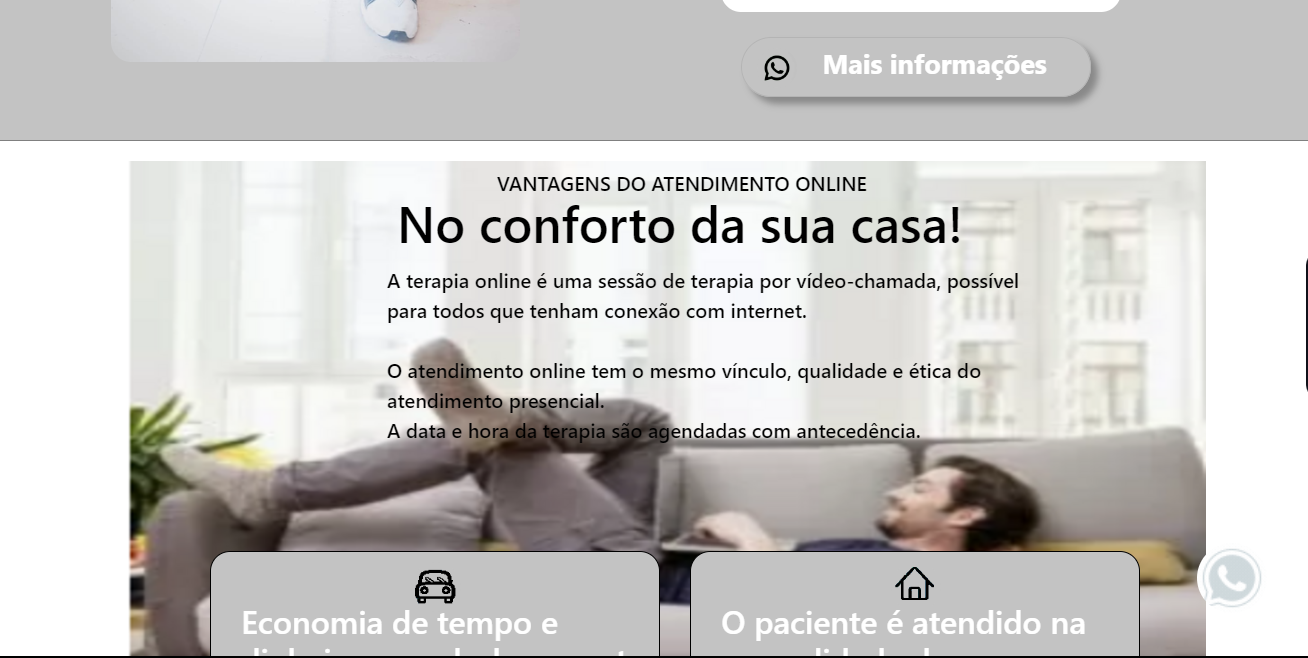 Mais informações
VANTAGENS DO ATENDIMENTO ONLINE
No conforto da sua casa!
A terapia online é uma sessão de terapia por vídeo-chamada, possível
para todos que tenham conexão com internet.
O atendimento online tem o mesmo vínculo, qualidade e ética do
atendimento presencial.
A data e hora da terapia são agendadas com antecedência.
Economia de tempo e
O paciente é atendido na